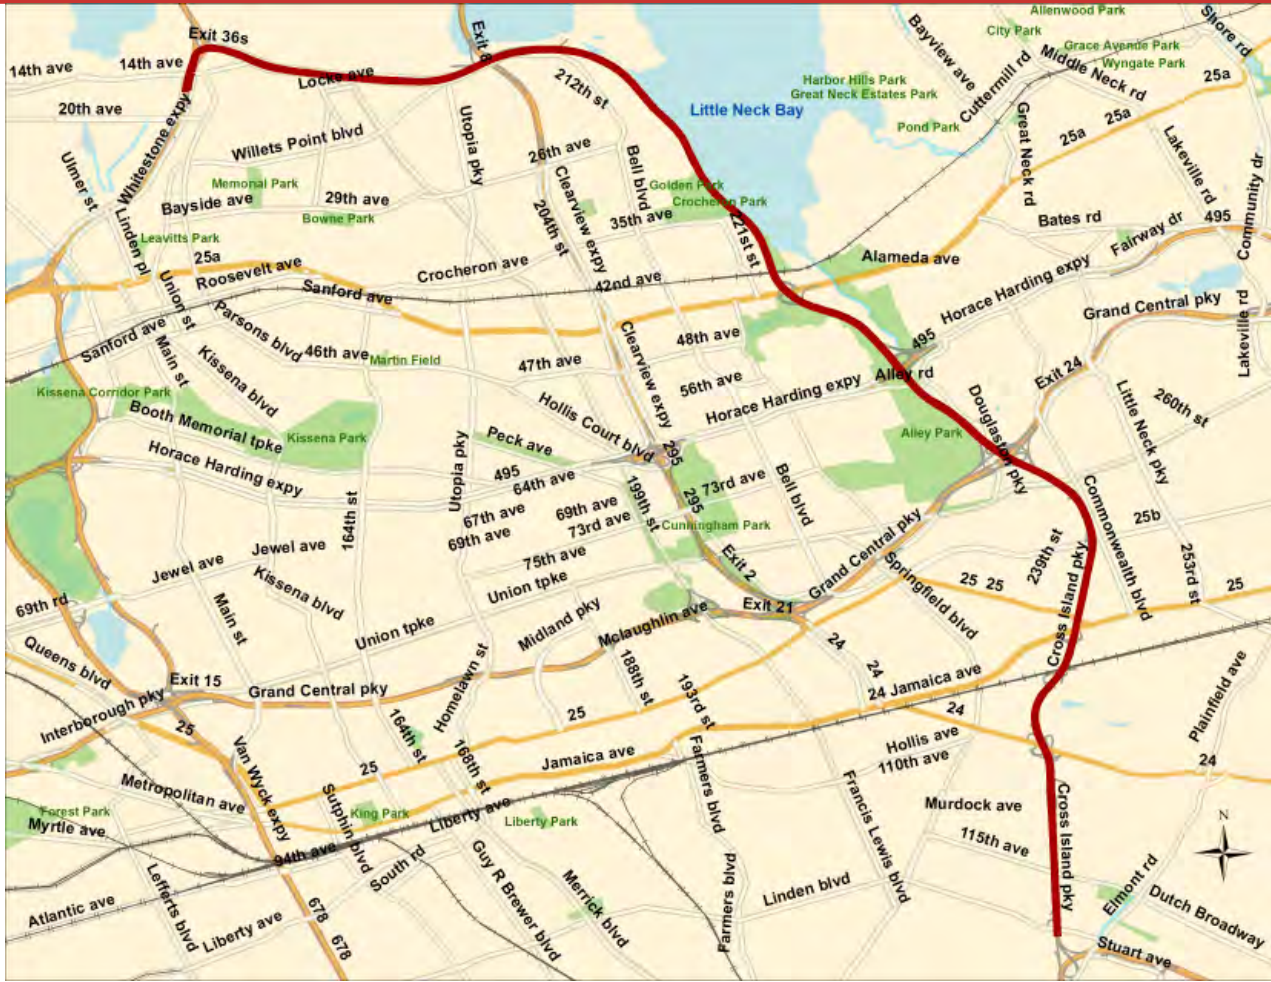 Allenwood Park
Exit 36s
Exit 8
Bayview ave
City Park
Shore rd
Grace Avenue Park
Middle Neck rd
Wyngate Park
14th ave
14th ave
Locke ave
212th st
Harbor Hills Park
Great Neck Estates Park
Cuttermill rd
25a
20th ave
Whitestone expy
Utopia pky
Little Neck Bay
Pond Park
Great Neck rd
25a
25a
Willets Point blvd
26th ave
Bell blvd
Lakeville rd
Community dr
Ulmer st
Memonal Park
Clearview expy
Golden Park
Bayside ave
29th ave
Bowne Park
204th st
35th ave
Crocheron Park
221st st
Bates rd
Fairway dr
495
Linden pl
Leavitts Park
25a
Roosevelt ave
Crocheron ave
42nd ave
Alameda ave
Horace Harding expy
Union st
Sanford ave
Grand Central pky
Sanford ave
Parsons blvd
Clearview expy
48th ave
495
Lakeville rd
Main st
Kissena blvd
46th ave
Martin Field
47th ave
56th ave
Alley rd
Exit 24
Kissena Corridor Park
Booth Memorial tpke
Kissena Park
Hollis Court blvd
Horace Harding expy
Douglaston pky
Little Neck pky
260th st
Horace Harding expy
Utopia pky
Peck ave
295
Alley Park
495
64th ave
199th st
295
73rd ave
Bell blvd
Commonwealth blvd
164th st
67th ave
69th ave
69th ave
73rd ave
Cunningham Park
25b
Jewel ave
Jewel ave
75th ave
Exit 2
Grand Central pky
239th st
253rd st
Kissena blvd
Union tpke
Springfield blvd
25
25
25
69th rd
Main st
Union tpke
Midland pky
Mclaughlin ave
Exit 21
24
Cross Island pky
Queens blvd
Exit 15
Grand Central pky
Homelawn st
188th st
193rd st
24
24
Jamaica ave
Plainfield ave
Interborough pky
25
164th st
25
24
Van Wyck expy
168th st
Jamaica ave
Farmers blvd
Hollis ave
110th ave
24
25
Metropolitan ave
Sutphin blvd
King Park
Liberty ave
Liberty Park
Francis Lewis blvd
Murdock ave
Cross Island pky
Forest Park
Myrtle ave
115th ave
N
94th ave
South rd
Guy R Brewer blvd
Merrick blvd
Farmers blvd
Linden blvd
Elmont rd
Dutch Broadway
Atlantic ave
Lefferts blvd
Liberty ave
678
678
Stuart ave